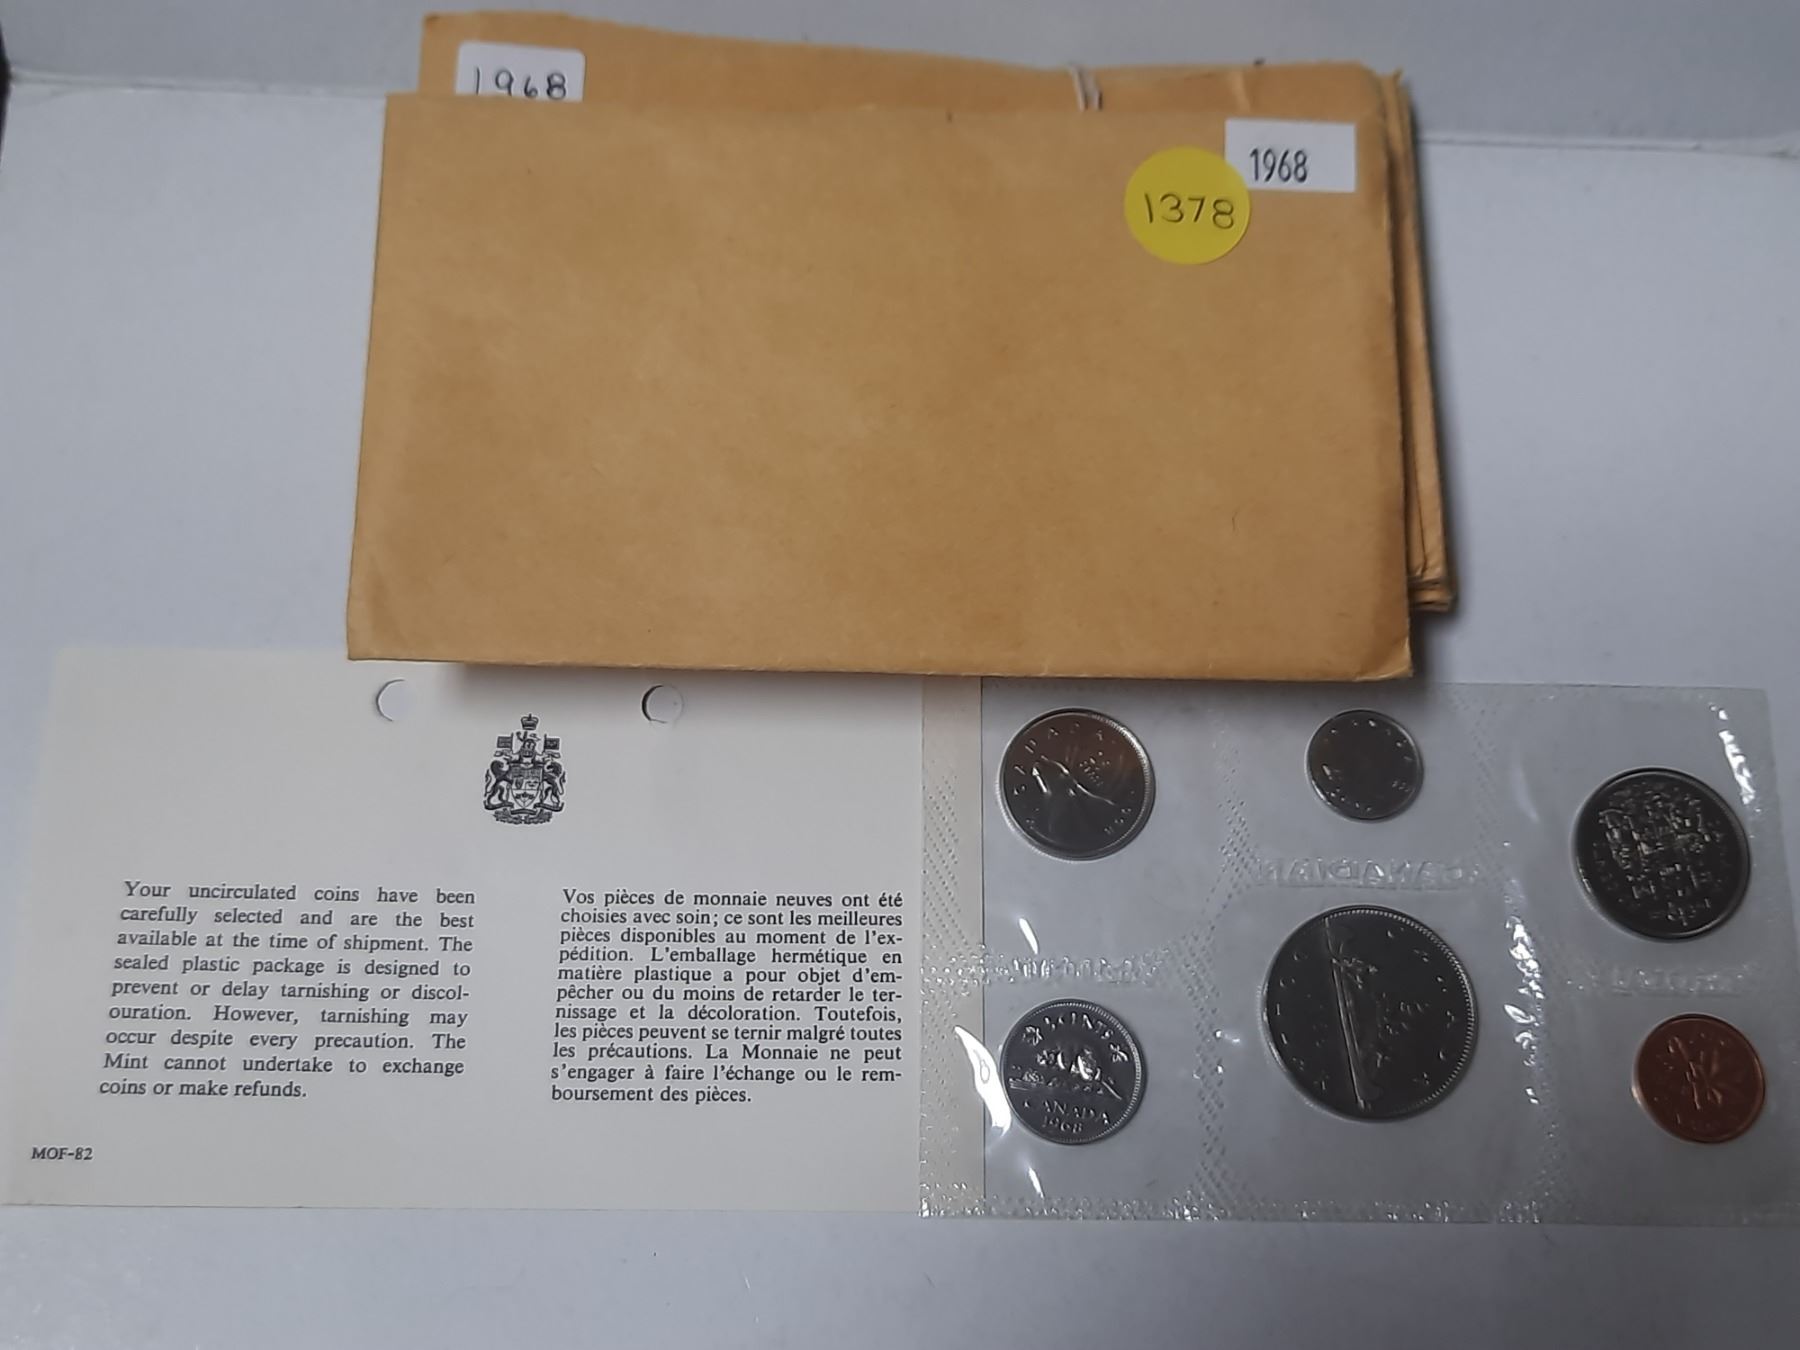 1968
1968
1378
Your uncirculated coins have been
carefully selected and are the best
available at the time of shipment. The
sealed plastic package is designed to
prevent or delay tarnishing or discol-
ouration. However, tarnishing may
occur despite every precaution. The
Mint cannot undertake to exchange
coins or make refunds.
MOF-82
Vos pièces de monnaie neuves ont été
choisies avec soin; ce sont les meilleures
pièces disponibles au moment de l'ex-
pédition. L'emballage hermétique en
matière plastique a pour objet d'em-
pêcher ou du moins de retarder le ter-
nissage et la décoloration. Toutefois,
les pièces peuvent se ternir malgré toutes
les précautions. La Monnaie ne peut
s'engager à faire l'échange ou le rem-
boursement des pièces.
CANADA
CANADIAN
5 CENTS
CANADA
1968